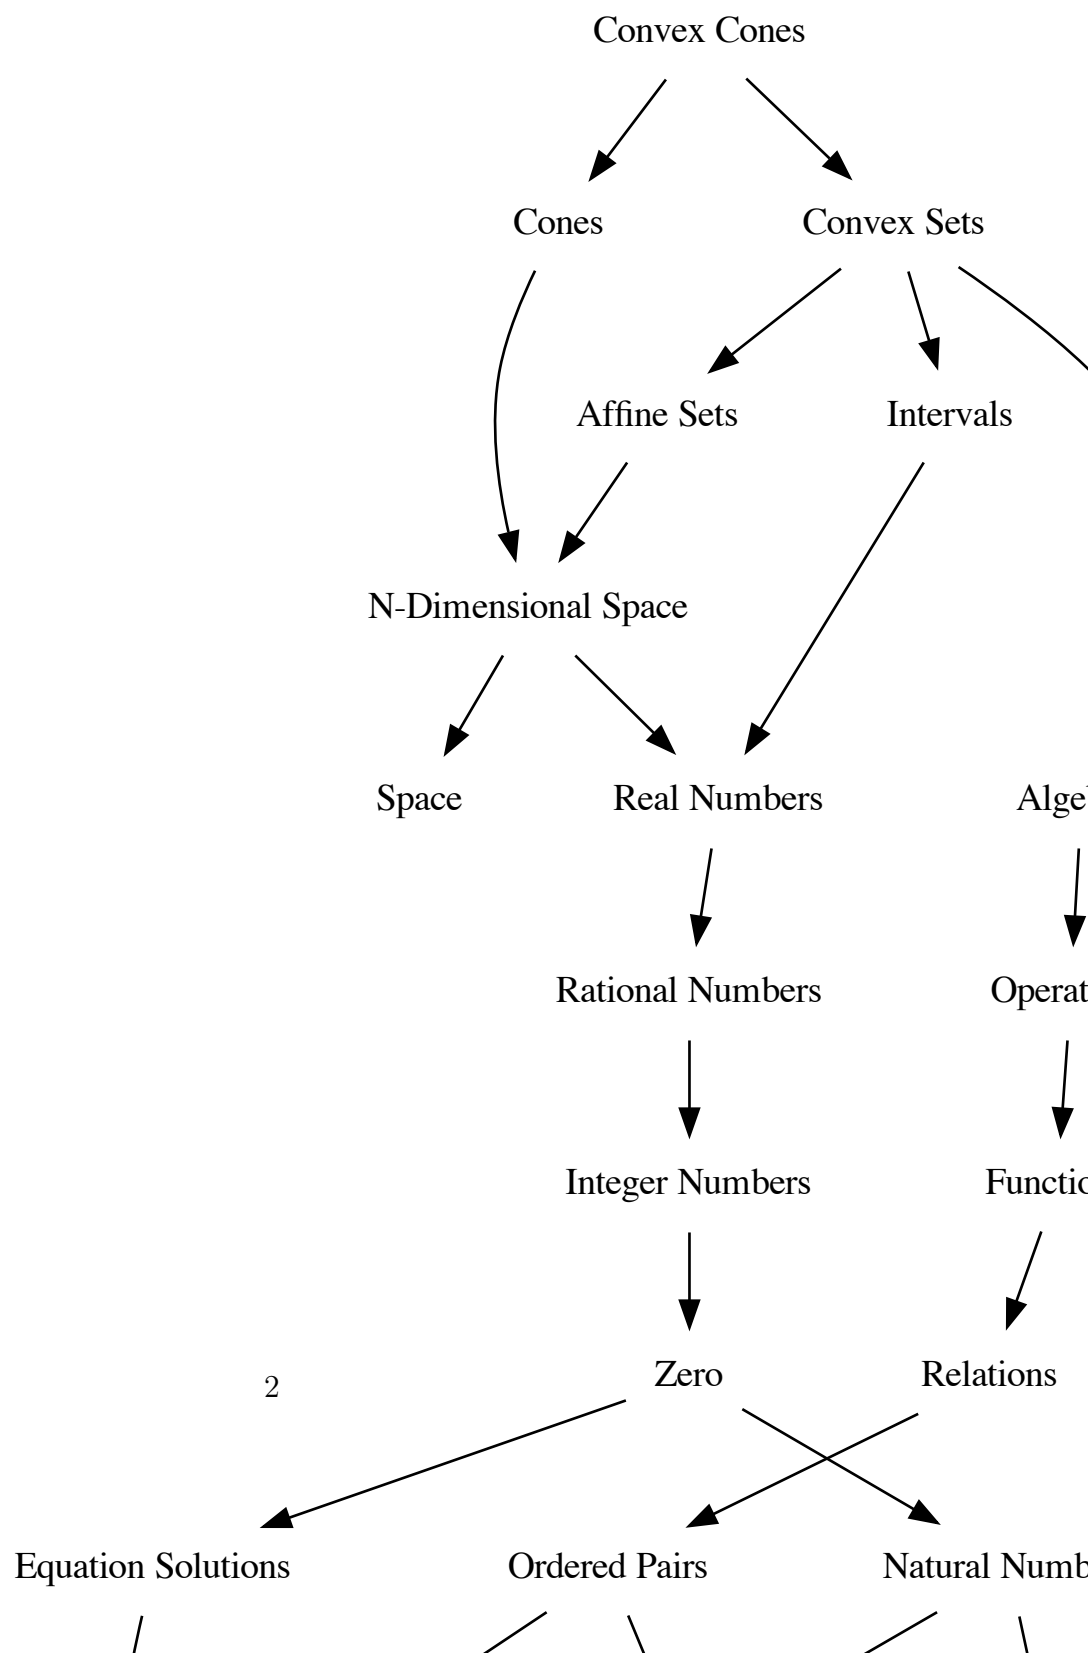 Convex Cones
Cones
Convex Sets
Affine Sets
Intervals
N-Dimensional Space
Space
Real Numbers
Rational Numbers
Integer Numbers
Zero
Relations
2
Equation Solutions
Ordered Pairs
Natural